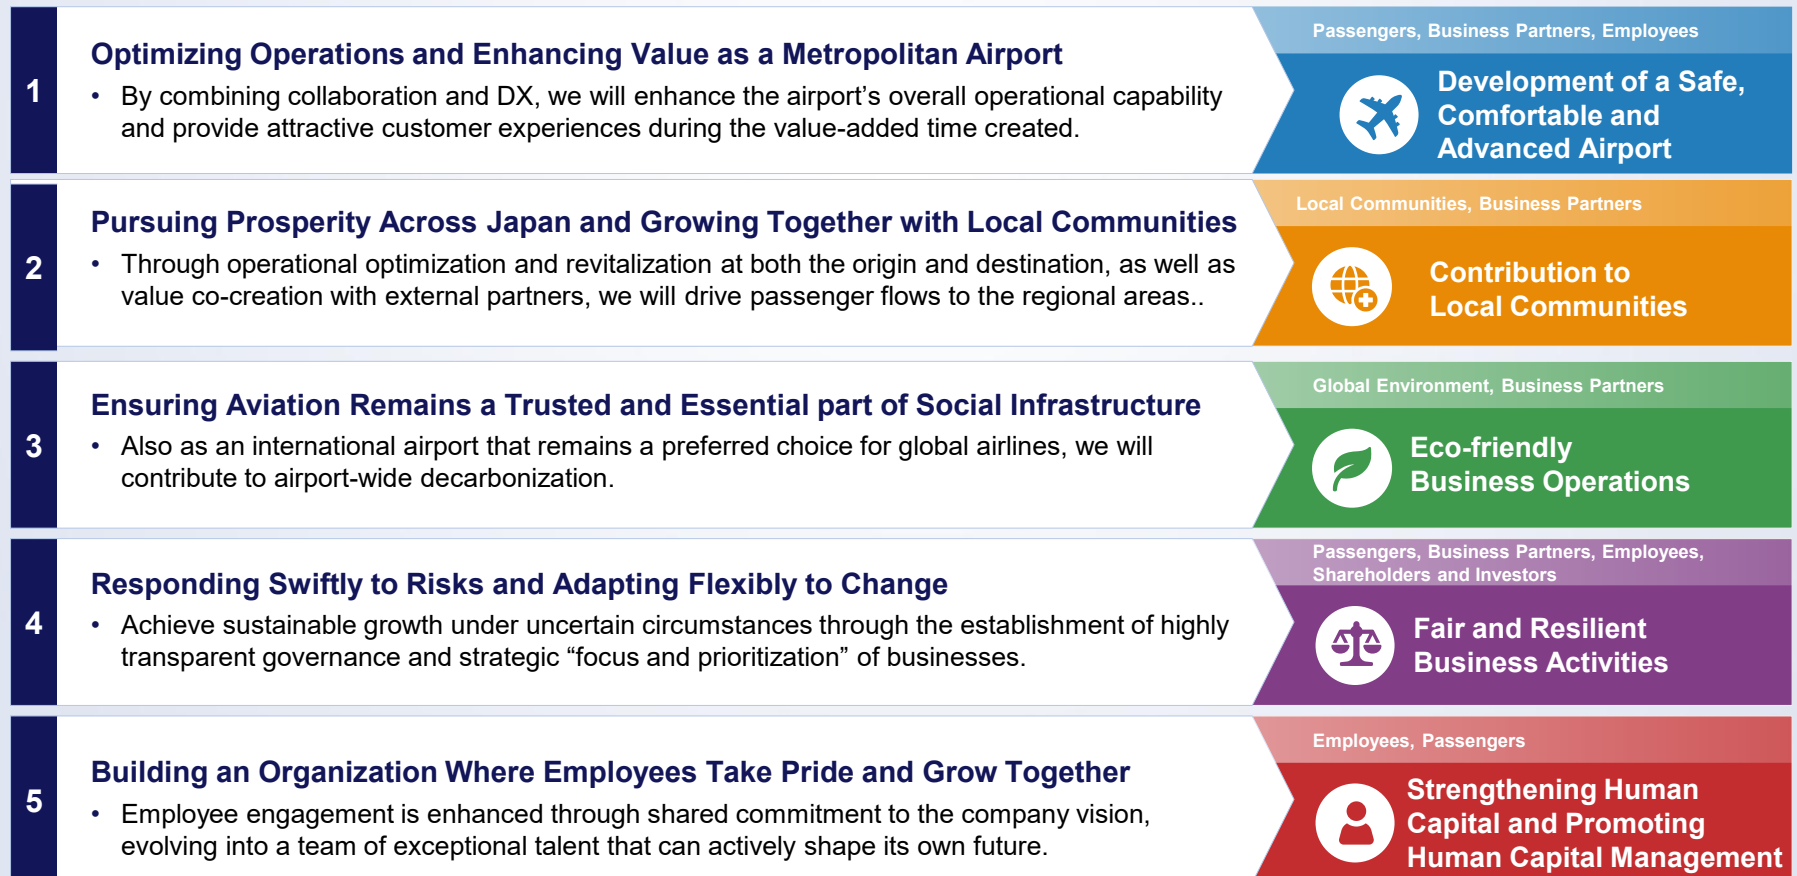 1
Optimizing Operations and Enhancing Value as a Metropolitan Airport
• By combining collaboration and DX, we will enhance the airport’s overall operational capability
and provide attractive customer experiences during the value-added time created.
Passengers, Business Partners, Employees
Development of a Safe,
Comfortable and
Advanced Airport
2
Pursuing Prosperity Across Japan and Growing Together with Local Communities
• Through operational optimization and revitalization at both the origin and destination, as well as
value co-creation with external partners, we will drive passenger flows to the regional areas..
Local Communities, Business Partners
Contribution to
Local Communities
3
Ensuring Aviation Remains a Trusted and Essential part of Social Infrastructure
• Also as an international airport that remains a preferred choice for global airlines, we will
contribute to airport-wide decarbonization.
Global Environment, Business Partners
Eco-friendly
Business Operations
4
Responding Swiftly to Risks and Adapting Flexibly to Change
• Achieve sustainable growth under uncertain circumstances through the establishment of highly
transparent governance and strategic “focus and prioritization” of businesses.
Passengers, Business Partners, Employees,
Shareholders and Investors
Fair and Resilient
Business Activities
5
Building an Organization Where Employees Take Pride and Grow Together
• Employee engagement is enhanced through shared commitment to the company vision,
evolving into a team of exceptional talent that can actively shape its own future.
Employees, Passengers
Strengthening Human
Capital and Promoting
Human Capital Management